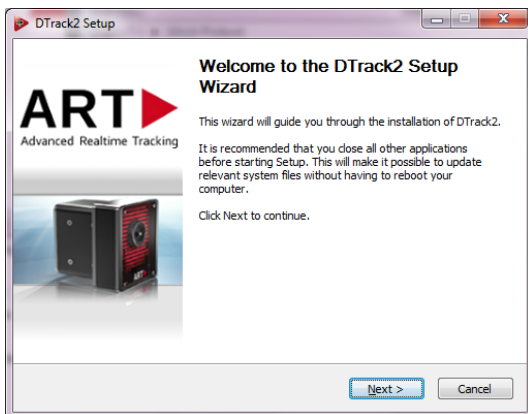 DTrack2 Setup
Welcome to the DTrack2 Setup
Wizard
ART
Advanced Realtime Tracking
This wizard will guide you through the installation of DTrack2.
It is recommended that you close all other applications
before starting Setup. This will make it possible to update
relevant system files without having to reboot your
computer.
Click Next to continue.
ART
Next >
Cancel